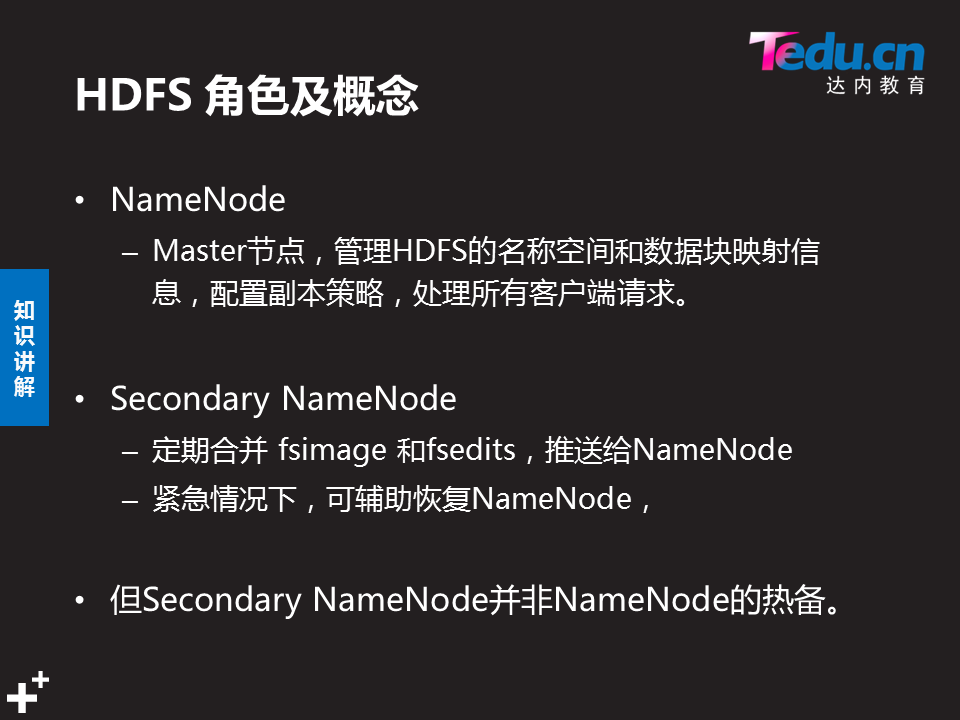 Tedu.cn
达内教育
HDFS 角色及概念
• NameNode
– Master节点，管理HDFS的名称空间和数据块映射信
息，配置副本策略，处理所有客户端请求。
知识讲解
• Secondary NameNode
– 定期合并 fsimage 和fsedits，推送给NameNode
– 紧急情况下，可辅助恢复NameNode，
• 但Secondary NameNode并非NameNode的热备。